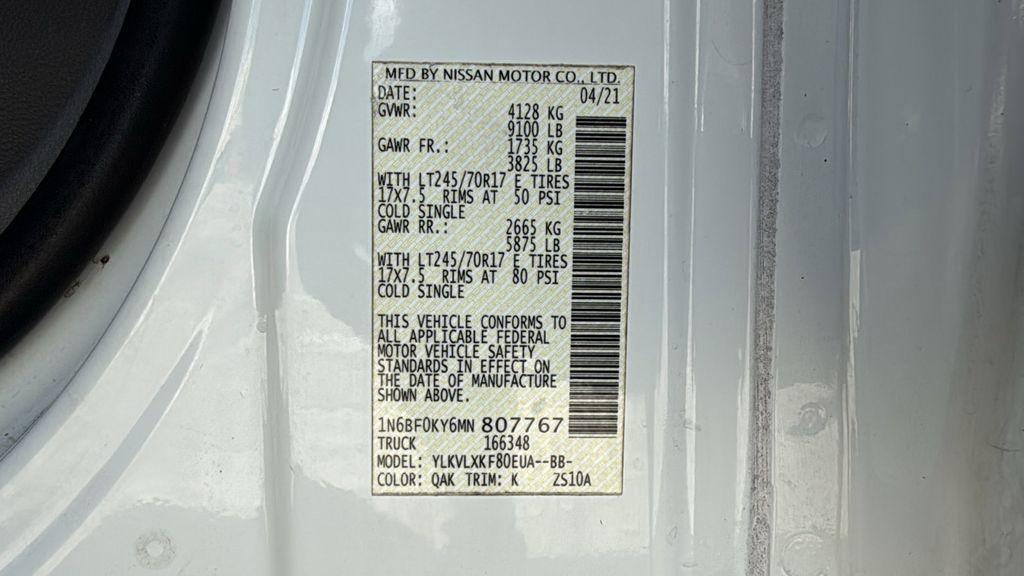 MFD BY NISSAN MOTOR CO., LTD.
DATE: 04/21
GVWR: 4128 KG
9100 LB
GAWR FR.: 1735 KG
3825 LB
WITH LT245/70R17 E TIRES
17X7.5 RIMS AT 50 PSI
COLD SINGLE
GAWR RR.: 2665 KG
5875 LB
WITH LT245/70R17 E TIRES
17X7.5 RIMS AT 80 PSI
COLD SINGLE
THIS VEHICLE CONFORMS TO
ALL APPLICABLE FEDERAL
MOTOR VEHICLE SAFETY
STANDARDS IN EFFECT ON
THE DATE OF MANUFACTURE
SHOWN ABOVE.
1N6BF0KY6MN 807767
TRUCK 166348
MODEL: YLKVLXKF80EUA--BB-
COLOR: QAK TRIM: K ZS10A